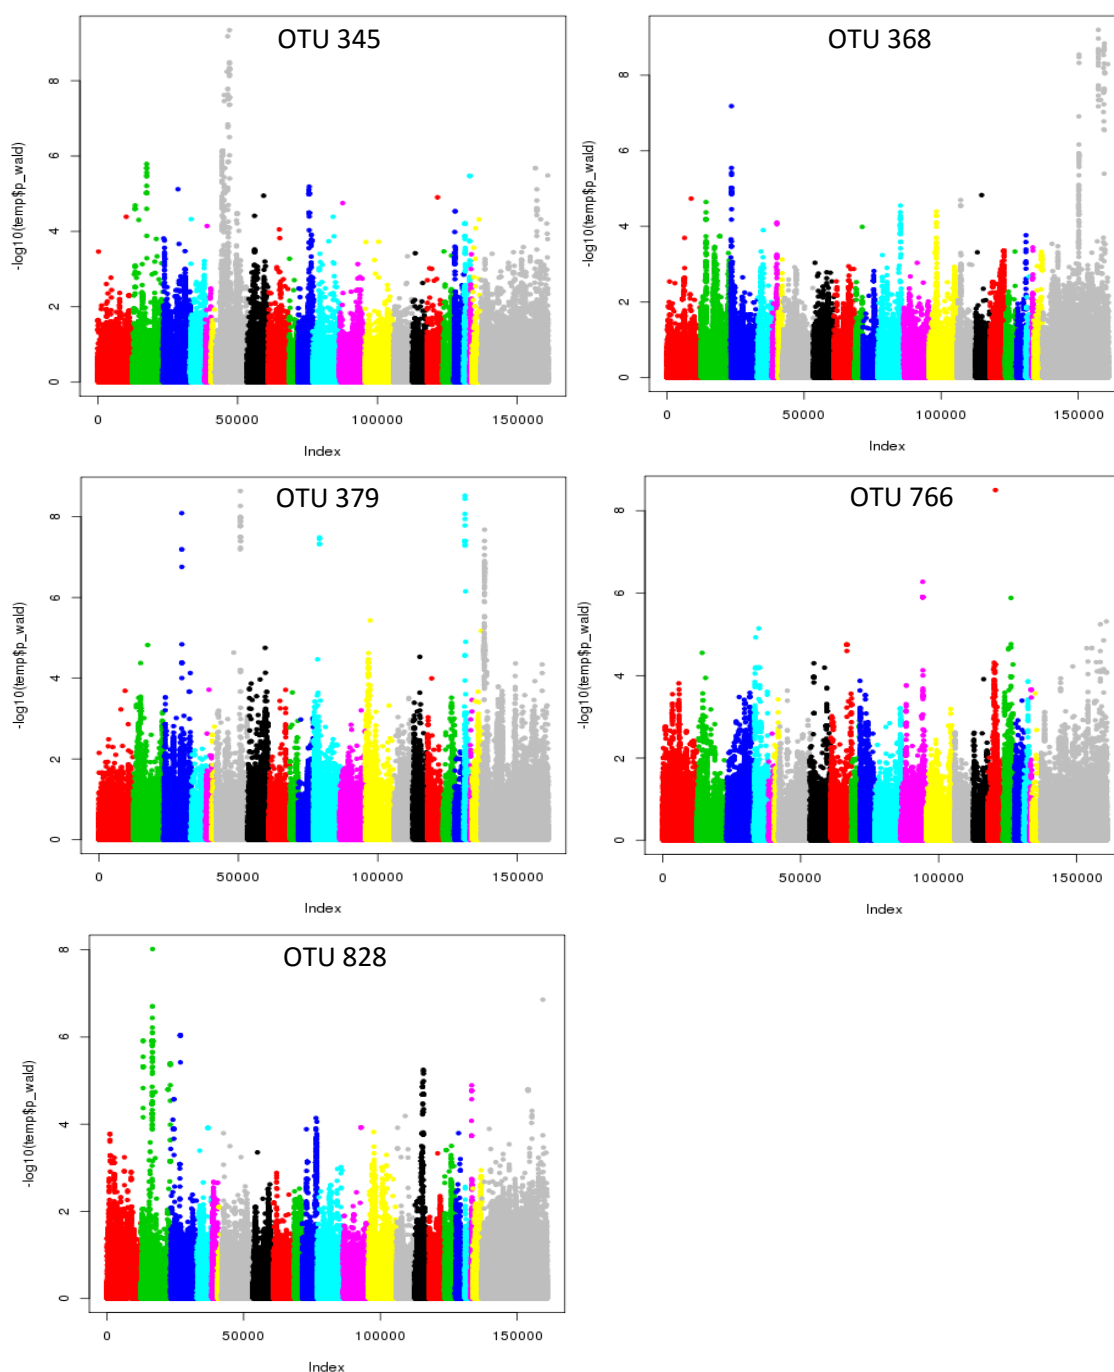 OTU 345
-log10(temp$p_wald)
0 2 4 6 8
0 50000 100000 150000
Index
OTU 368
-log10(temp$p_wald)
0 2 4 6 8
0 50000 100000 150000
Index
OTU 379
-log10(temp$p_wald)
0 2 4 6 8
0 50000 100000 150000
Index
OTU 766
-log10(temp$p_wald)
0 2 4 6 8
0 50000 100000 150000
Index
OTU 828
-log10(temp$p_wald)
0 2 4 6 8
0 50000 100000 150000
Index